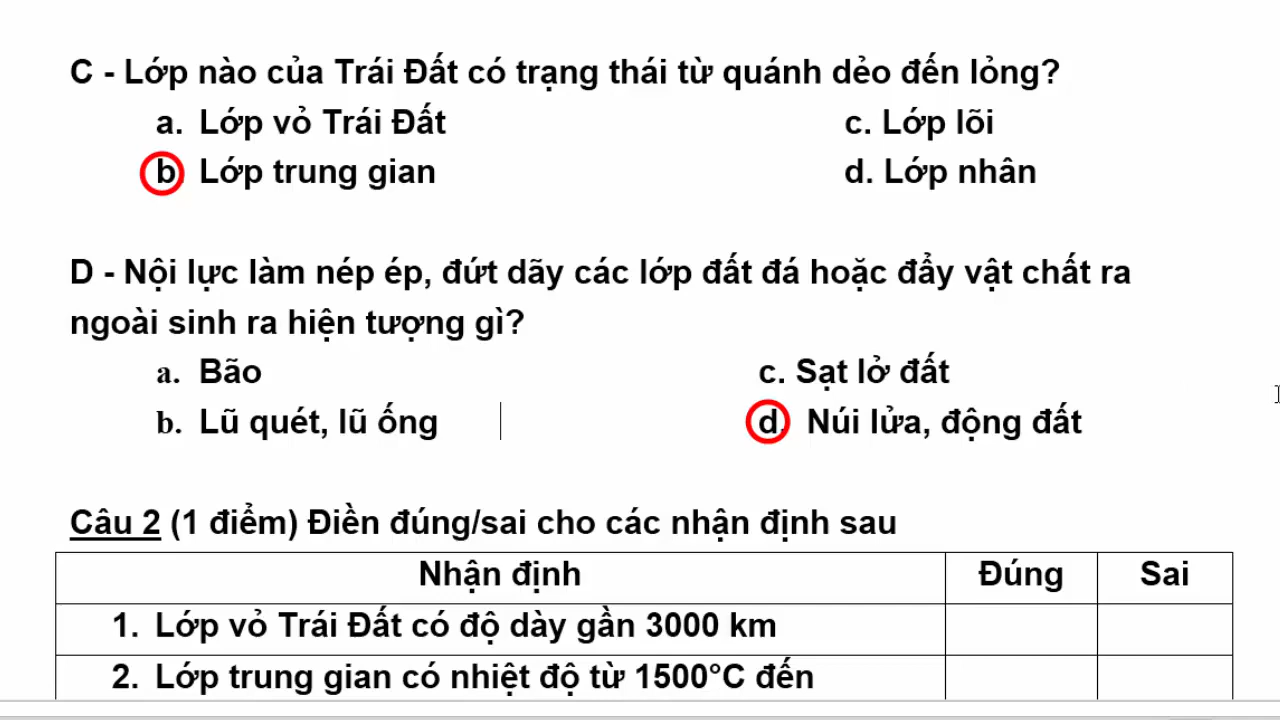 C - Lớp nào của Trái Đất có trạng thái từ quánh dẻo đến lỏng?
a. Lớp vỏ Trái Đất c. Lớp lõi
b Lớp trung gian d. Lớp nhân
D - Nội lực làm nép ép, đứt dãy các lớp đất đá hoặc đẩy vật chất ra
ngoài sinh ra hiện tượng gì?
a. Bão c. Sạt lở đất
b. Lũ quét, lũ ống d. Núi lửa, động đất
Câu 2 (1 điểm) Điền đúng/sai cho các nhận định sau
Nhận định Đúng Sai
1. Lớp vỏ Trái Đất có độ dày gần 3000 km
2. Lớp trung gian có nhiệt độ từ 1500°C đến